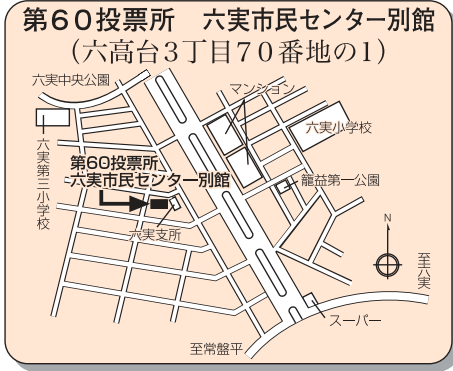 第60投票所　六実市民センター別館
（六高台3丁目70番地の1）
六実中央公園
マンション
六実小学校
六実第三小学校
第60投票所
六実市民センター別館
籠益第一公園
六実支所
N
至六実
スーパー
至常盤平